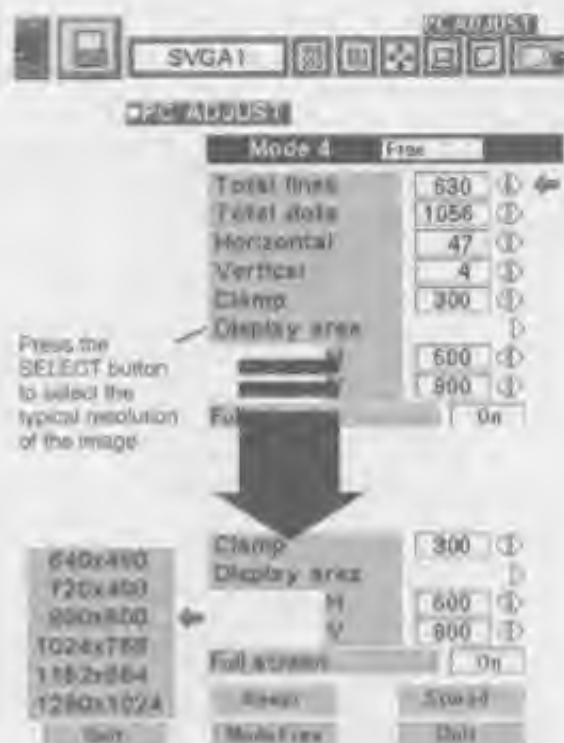 PC ADJUST
SVGA1
PC ADJUST
Mode 4 Free
Total lines 630
Total dots 1056
Horizontal 47
Vertical 4
Clamp 300
Display area
Press the
SELECT button
to select the
typical resolution
of the image
600
800
On
Clamp 300
Display area
H 600
V 800
Full screen On
640x480
720x400
800x600
1024x768
1152x864
1280x1024
Reset
Quit
Mode Free
Quit